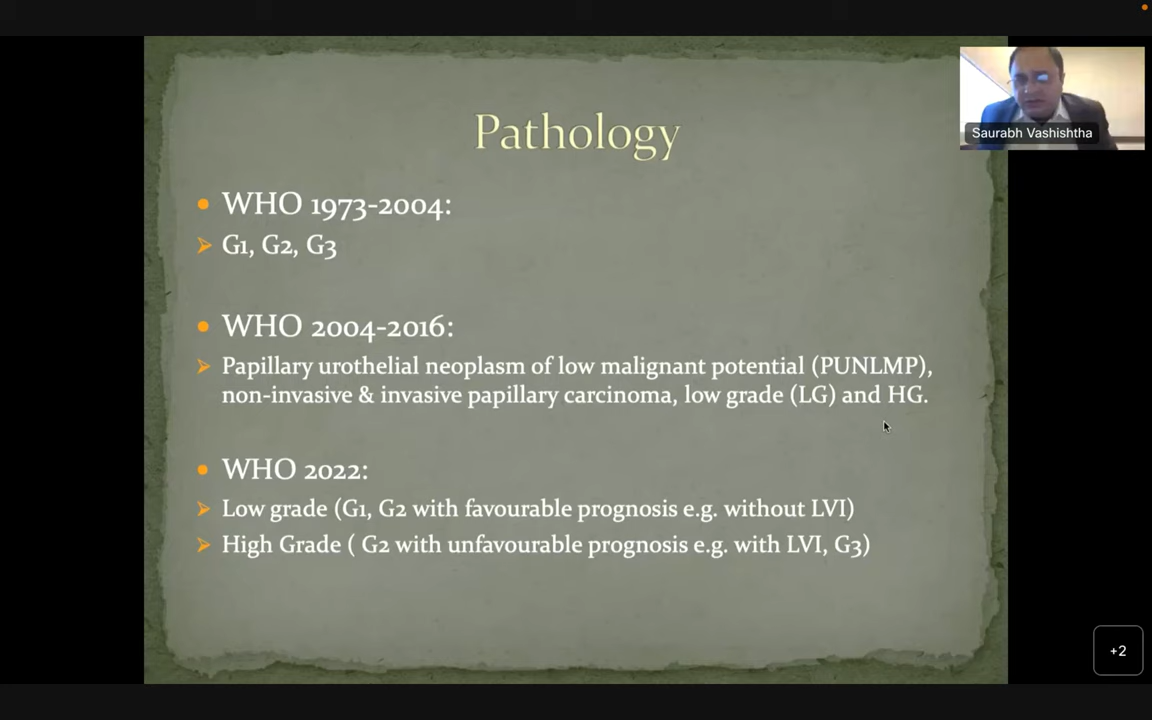 Pathology
Saurabh Vashishtha
WHO 1973-2004:
G1, G2, G3
WHO 2004-2016:
Papillary urothelial neoplasm of low malignant potential (PUNLMP),
non-invasive & invasive papillary carcinoma, low grade (LG) and HG.
WHO 2022:
Low grade (G1, G2 with favourable prognosis e.g. without LVI)
High Grade ( G2 with unfavourable prognosis e.g. with LVI, G3)
+2